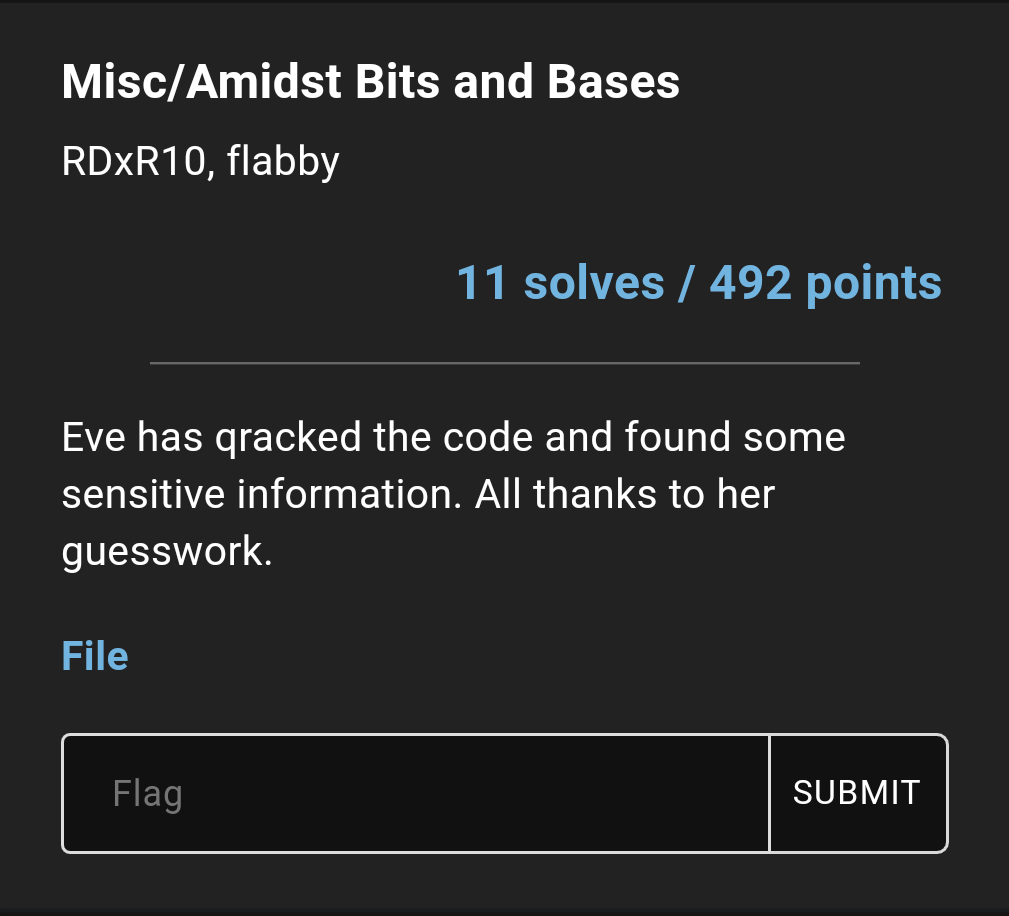 Misc/Amidst Bits and Bases
RDxR10, flabby
11 solves / 492 points
Eve has qracked the code and found some
sensitive information. All thanks to her
guesswork.
File
Flag
SUBMIT